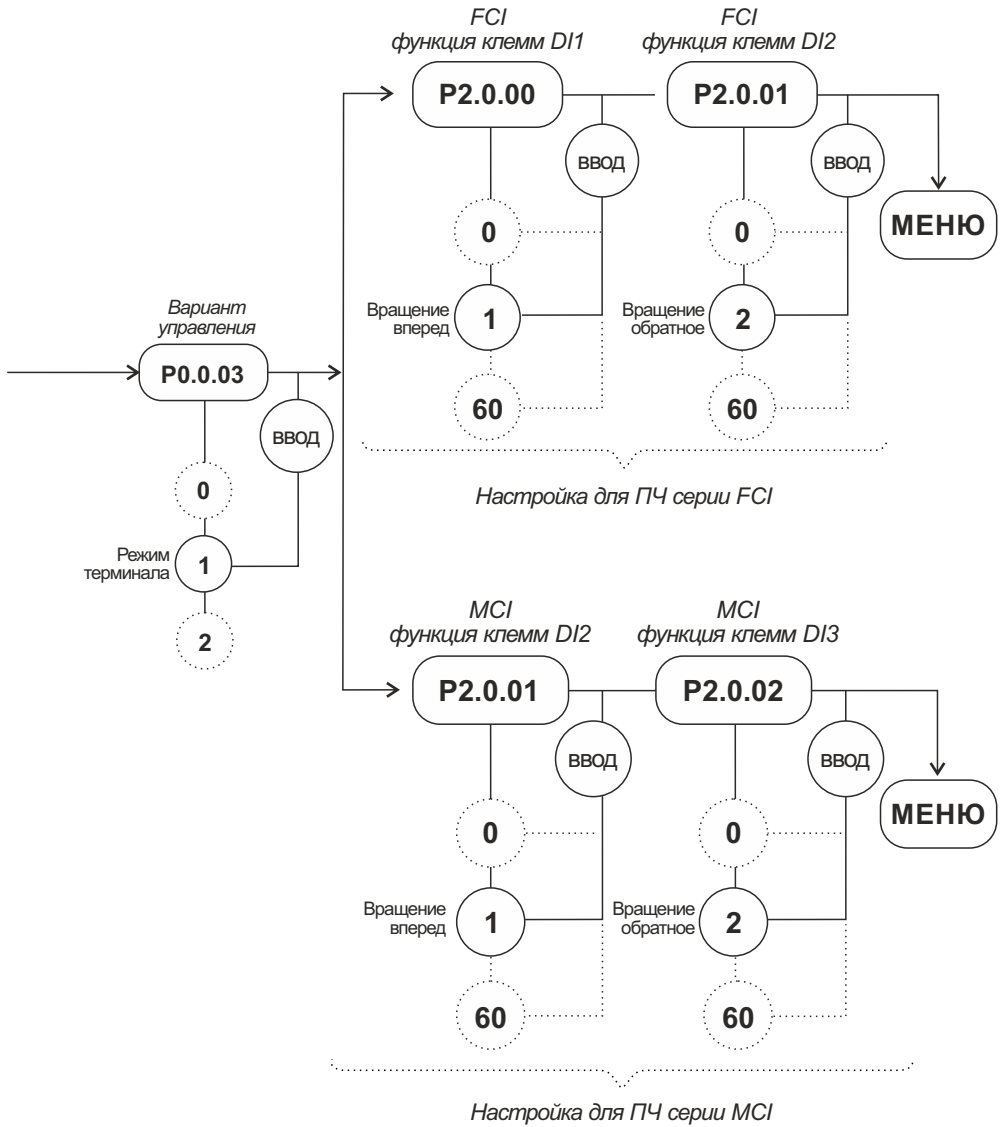 FCI
функция клемм DI1
FCI
функция клемм DI2
P2.0.00
P2.0.01
ВВОД
ВВОД
МЕНЮ
0
0
Вращение
вперед
1
Вращение
обратное
2
60
60
Настройка для ПЧ серии FCI
Вариант
управления
P0.0.03
ВВОД
0
Режим
терминала
1
2
MCI
функция клемм DI2
MCI
функция клемм DI3
P2.0.01
P2.0.02
ВВОД
ВВОД
МЕНЮ
0
0
Вращение
вперед
1
Вращение
обратное
2
60
60
Настройка для ПЧ серии MCI